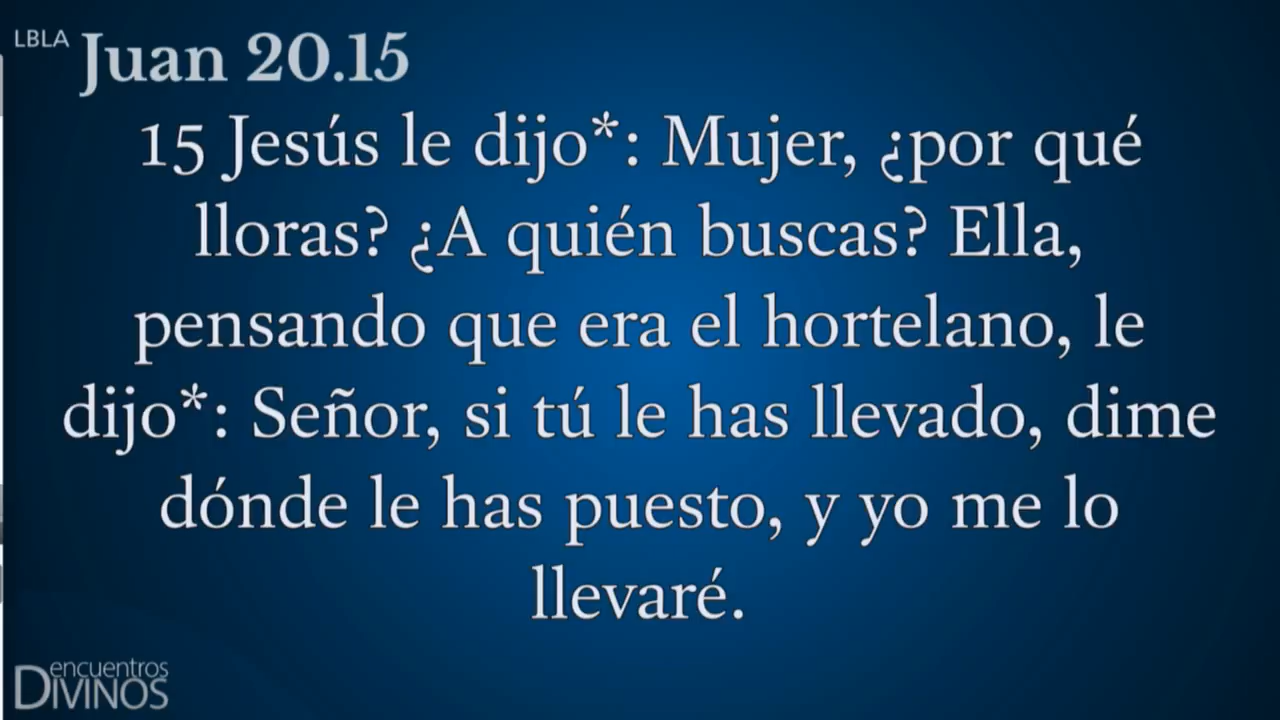 LBLA
Juan 20.15
15 Jesús le dijo*: Mujer, ¿por qué
lloras? ¿A quién buscas? Ella,
pensando que era el hortelano, le
dijo*: Señor, si tú le has llevado, dime
dónde le has puesto, y yo me lo
llevaré.
encuentros
DIVINOS